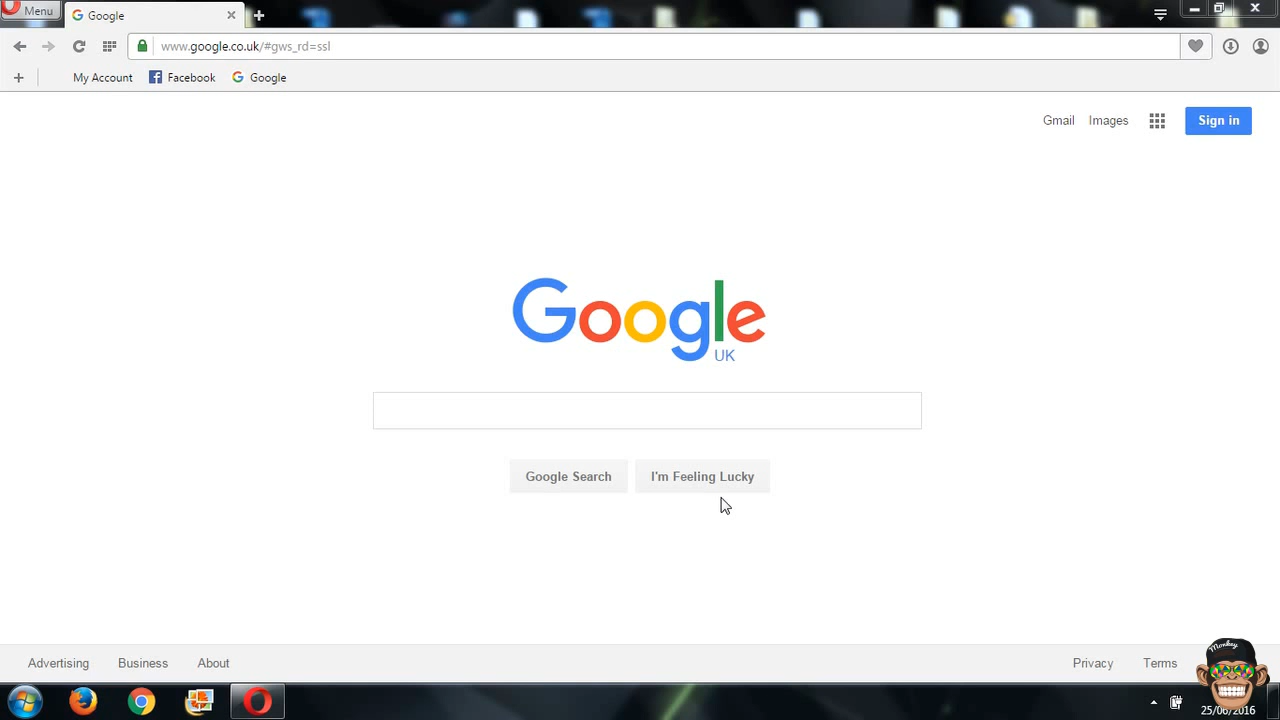 Menu
Google
www.google.co.uk/#gws_rd=ssl
My Account
Facebook
Google
Gmail
Images
Sign in
Google
UK
Google Search
I'm Feeling Lucky
Advertising
Business
About
Privacy
Terms
Monkey
25/06/2016